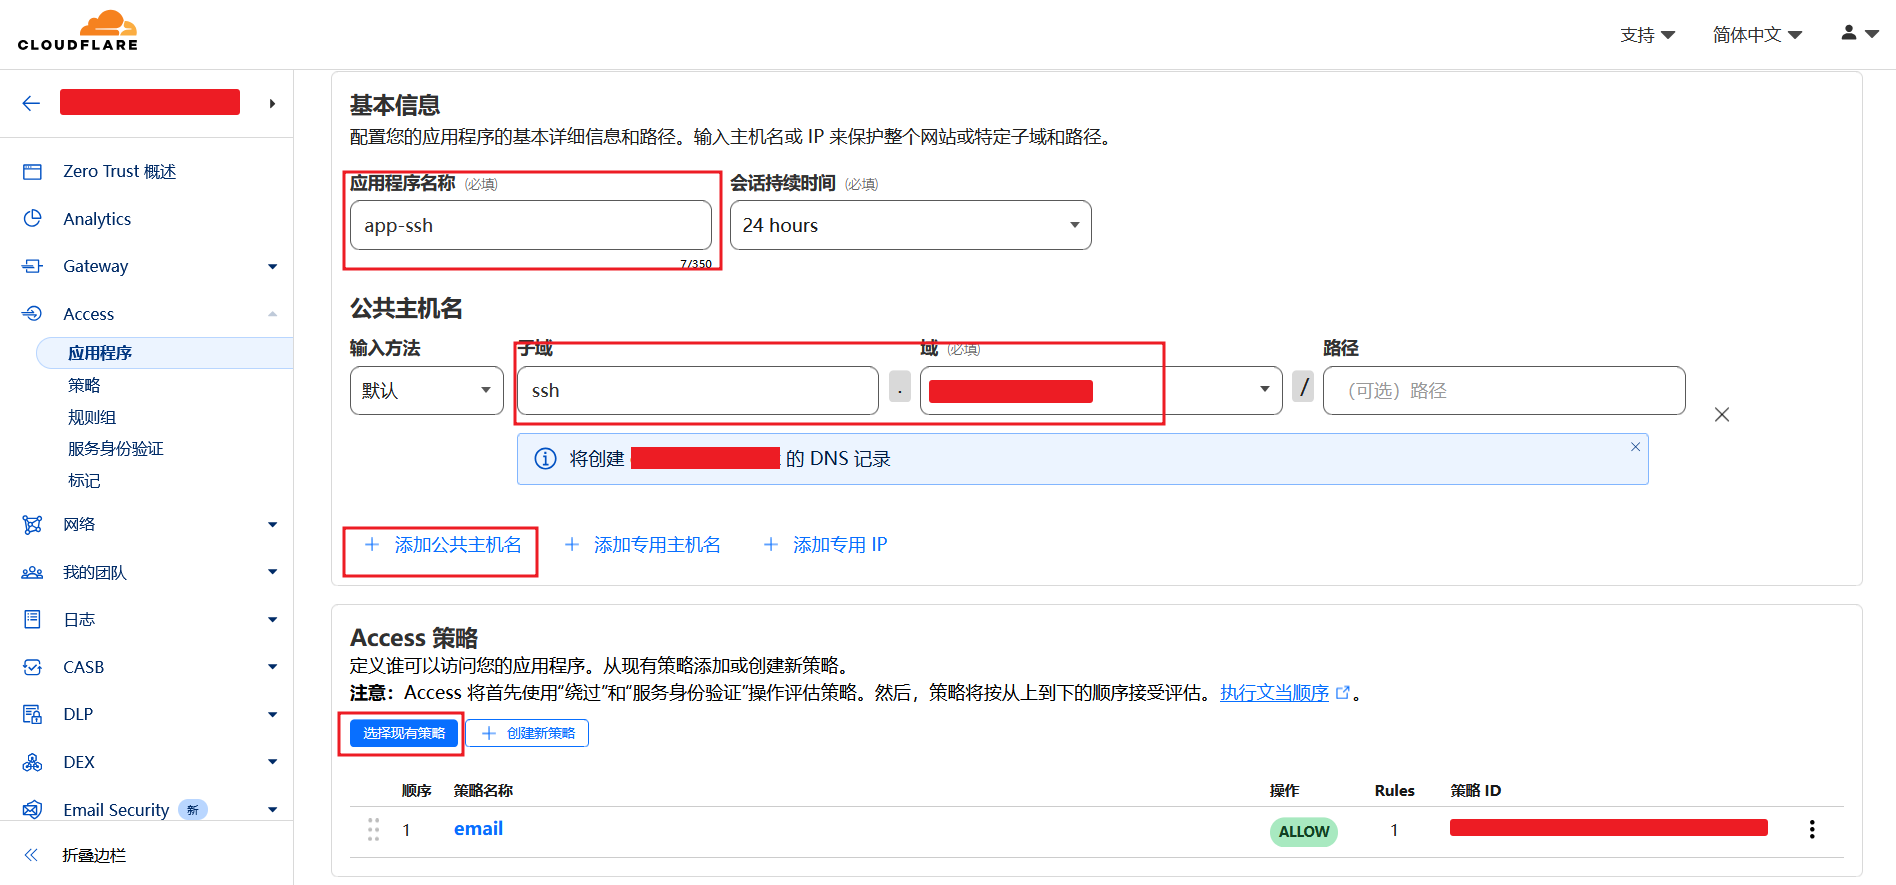 CLOUDFLARE
支持
简体中文
Zero Trust 概述
Analytics
Gateway
Access
应用程序
策略
规则组
服务身份验证
标记
网络
我的团队
日志
CASB
DLP
DEX
Email Security 新
折叠边栏
基本信息
配置您的应用程序的基本详细信息和路径。输入主机名或 IP 来保护整个网站或特定子域和路径。
应用程序名称 (必填) 会话持续时间 (必填)
app-ssh 24 hours
7/350
公共主机名
输入方法 子域 域 (必填) 路径
默认 ssh . / （可选）路径
将创建 的 DNS 记录
添加公共主机名 添加专用主机名 添加专用 IP
Access 策略
定义谁可以访问您的应用程序。从现有策略添加或创建新策略。
注意：Access 将首先使用“绕过”和“服务身份验证”操作评估策略。然后，策略将按从上到下的顺序接受评估。执行文当顺序。
选择现有策略 创建新策略
顺序 策略名称 操作 Rules 策略 ID
1 email ALLOW 1